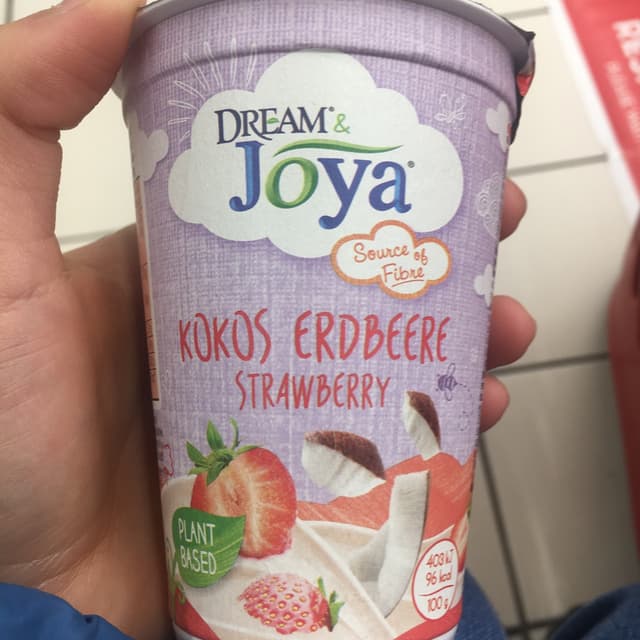 DREAM® &
Joya®
Source of
Fibre
KOKOS ERDBEERE
STRAWBERRY
PLANT
BASED
403 kJ
96 kcal
100 g